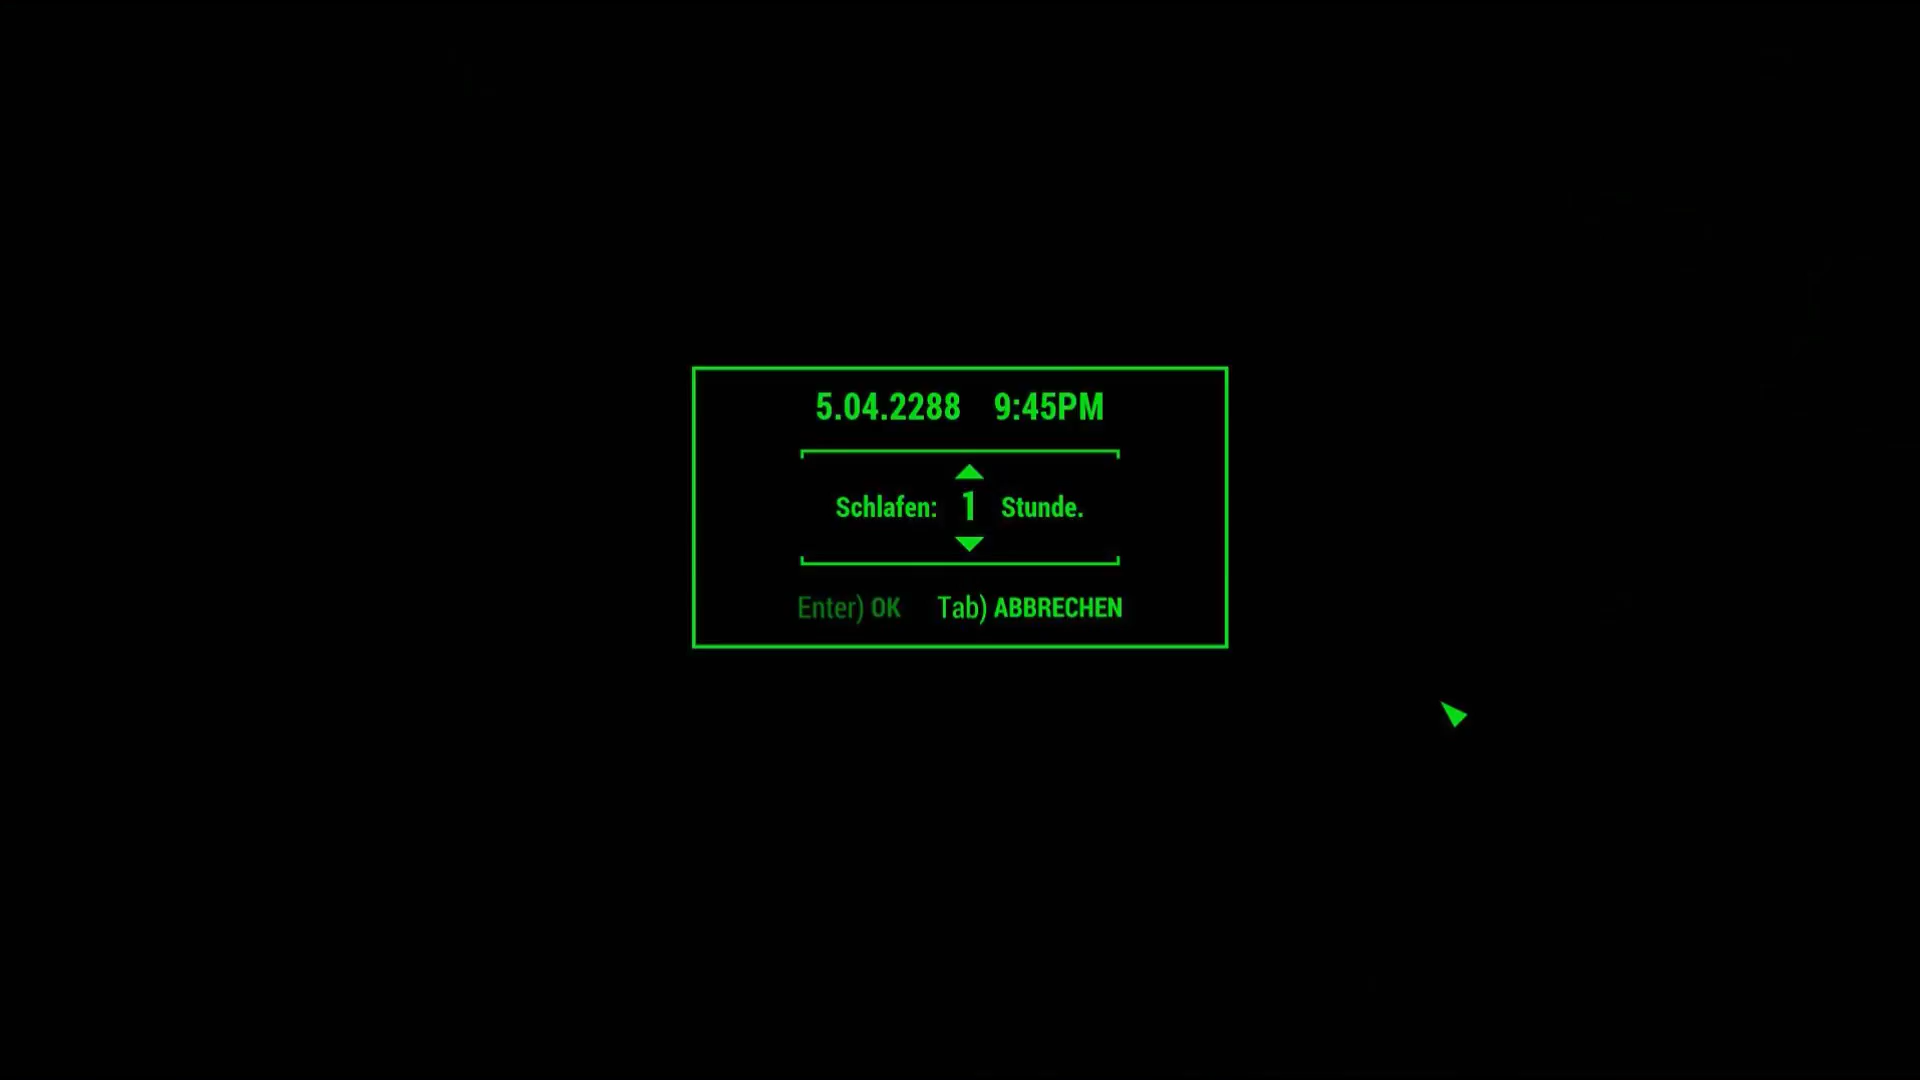 5.04.2288 9:45PM
Schlafen: 1 Stunde.
Enter) OK Tab) ABBRECHEN